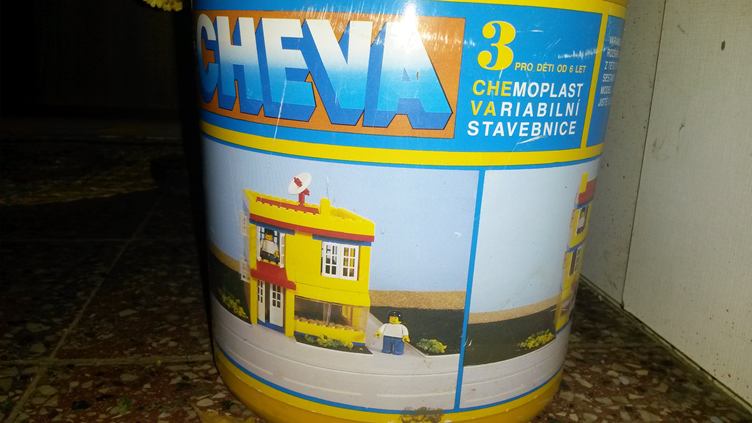 CHEVA
3
PRO DĚTI OD 6 LET
CHEMOPLAST
VARIABILNÍ
STAVEBNICE